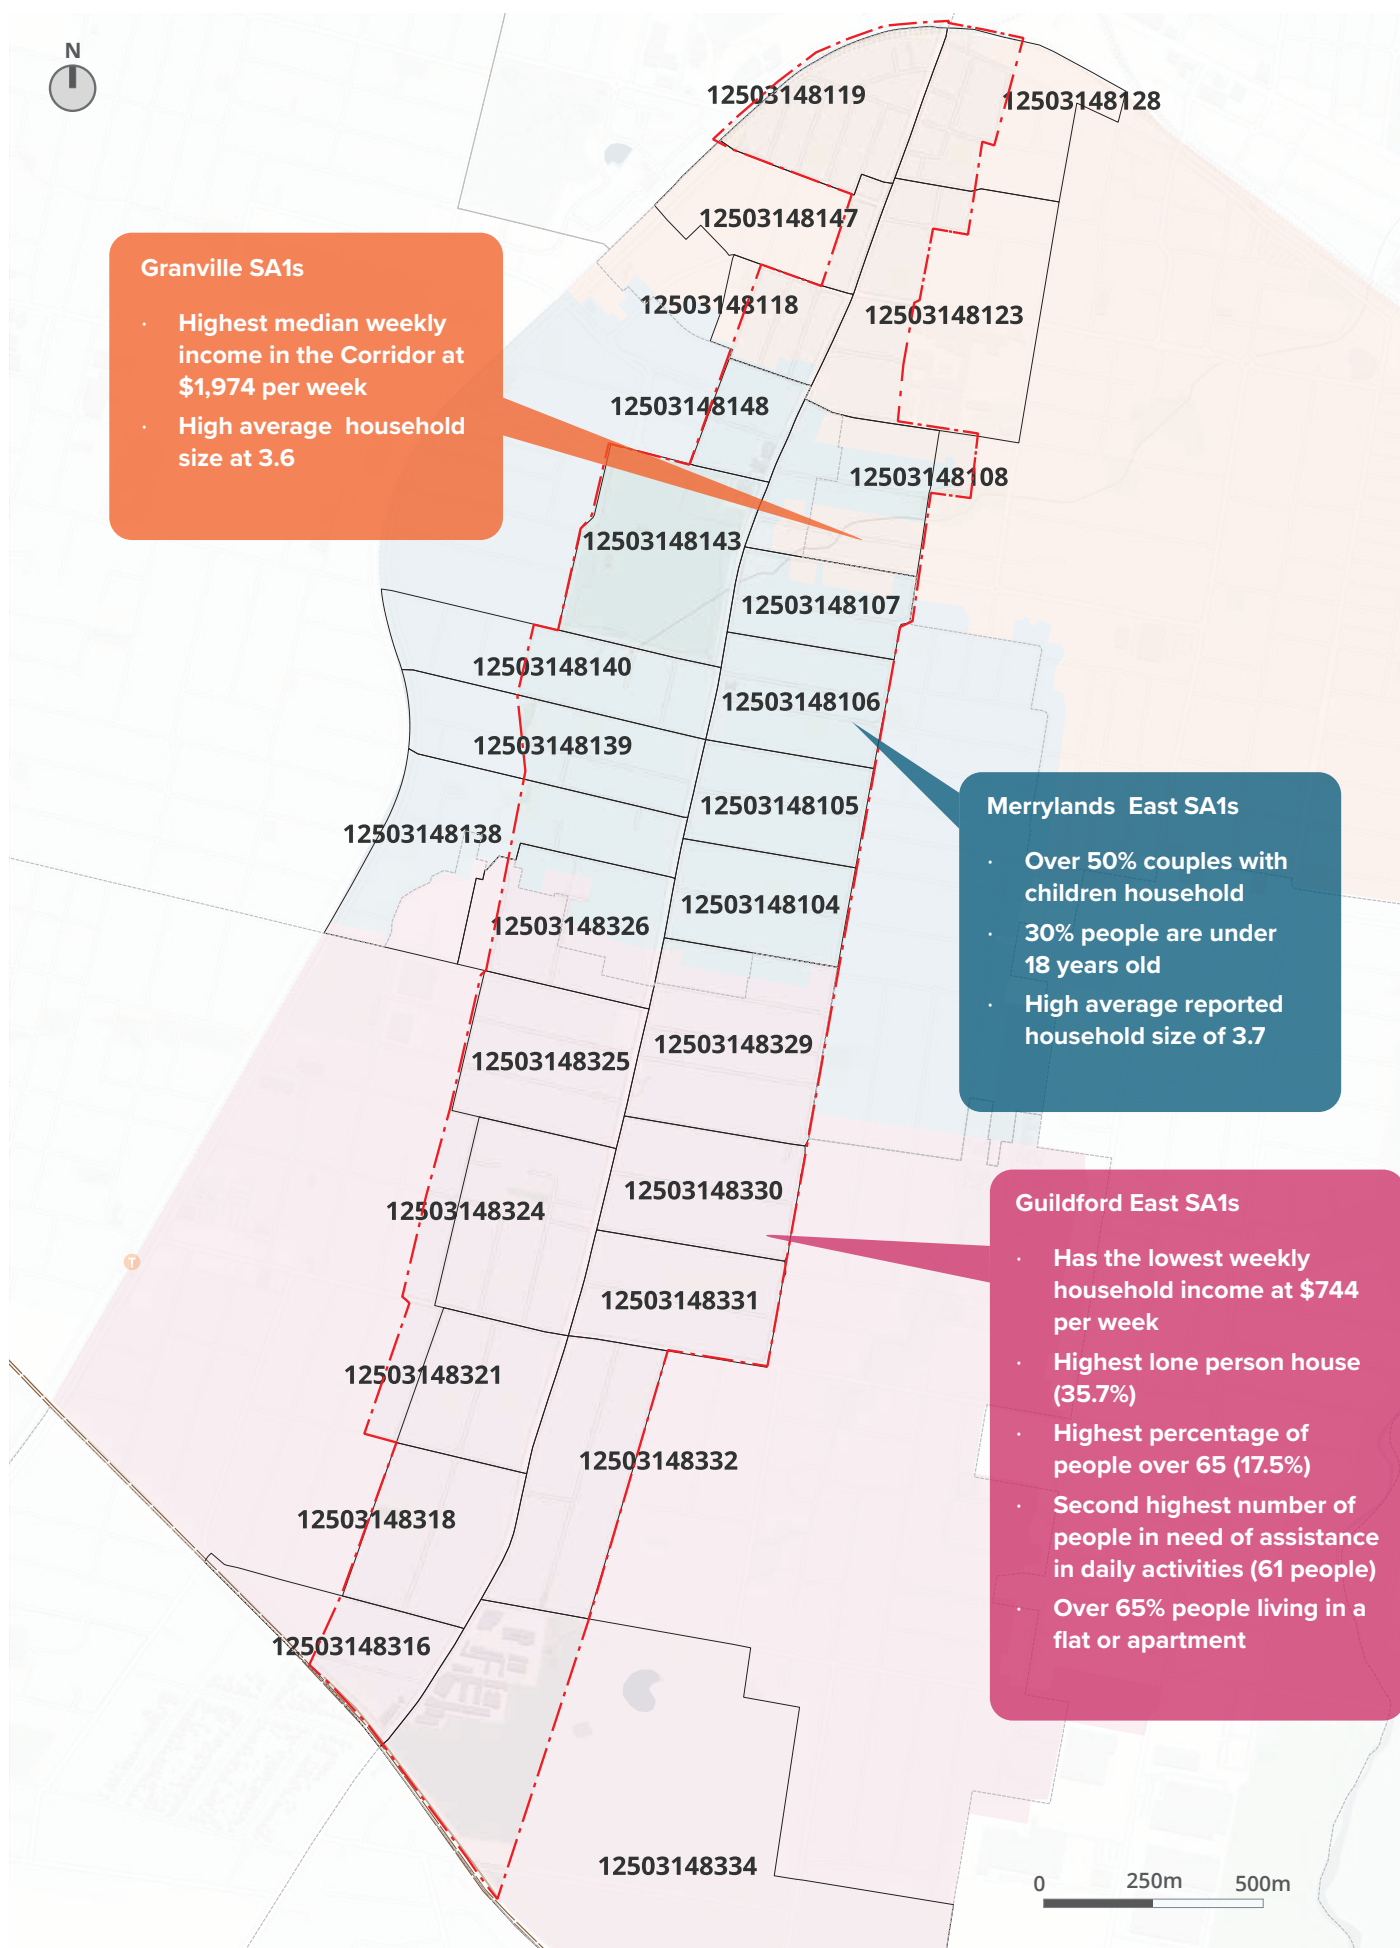 N
12503148119
12503148128
12503148147
12503148118
12503148123
Granville SA1s
· Highest median weekly
income in the Corridor at
$1,974 per week
· High average household
size at 3.6
12503148148
12503148108
12503148143
12503148107
12503148140
12503148106
12503148139
12503148105
12503148138
12503148104
12503148326
Merrylands East SA1s
· Over 50% couples with
children household
· 30% people are under
18 years old
· High average reported
household size of 3.7
12503148325
12503148329
12503148324
12503148330
12503148331
T
Guildford East SA1s
· Has the lowest weekly
household income at $744
per week
· Highest lone person house
(35.7%)
· Highest percentage of
people over 65 (17.5%)
· Second highest number of
people in need of assistance
in daily activities (61 people)
· Over 65% people living in a
flat or apartment
12503148321
12503148332
12503148318
12503148316
12503148334
0 250m 500m